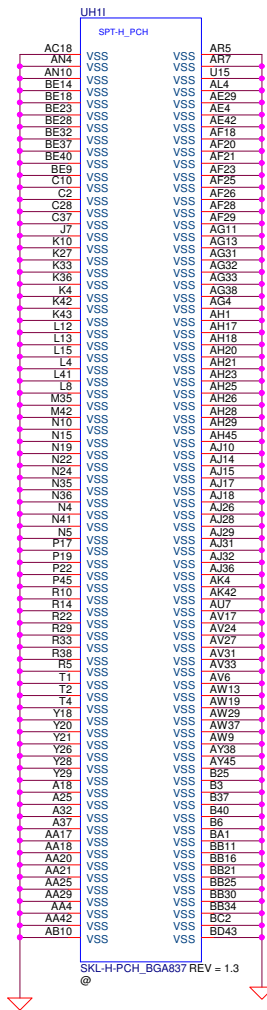 UH1I
SPT-H_PCH
AC18 VSS VSS AR5
AN4 VSS VSS AR7
AN10 VSS VSS U15
BE14 VSS VSS AL4
BE18 VSS VSS AE29
BE23 VSS VSS AE4
BE28 VSS VSS AE42
BE32 VSS VSS AF18
BE37 VSS VSS AF20
BE40 VSS VSS AF21
BE9 VSS VSS AF23
C10 VSS VSS AF25
C2 VSS VSS AF26
C28 VSS VSS AF28
C37 VSS VSS AF29
J7 VSS VSS AG11
K10 VSS VSS AG13
K27 VSS VSS AG31
K33 VSS VSS AG32
K36 VSS VSS AG33
K4 VSS VSS AG38
K42 VSS VSS AG4
K43 VSS VSS AH1
L12 VSS VSS AH17
L13 VSS VSS AH18
L15 VSS VSS AH20
L4 VSS VSS AH21
L41 VSS VSS AH23
L8 VSS VSS AH25
M35 VSS VSS AH26
M42 VSS VSS AH28
N10 VSS VSS AH29
N15 VSS VSS AH45
N19 VSS VSS AJ10
N22 VSS VSS AJ14
N24 VSS VSS AJ15
N35 VSS VSS AJ17
N36 VSS VSS AJ18
N4 VSS VSS AJ26
N41 VSS VSS AJ28
N5 VSS VSS AJ29
P17 VSS VSS AJ31
P19 VSS VSS AJ32
P22 VSS VSS AJ36
P45 VSS VSS AK4
R10 VSS VSS AK42
R14 VSS VSS AU7
R22 VSS VSS AV17
R29 VSS VSS AV24
R33 VSS VSS AV27
R38 VSS VSS AV31
R5 VSS VSS AV33
T1 VSS VSS AV6
T2 VSS VSS AW13
T4 VSS VSS AW19
Y18 VSS VSS AW29
Y20 VSS VSS AW37
Y21 VSS VSS AW9
Y26 VSS VSS AY38
Y28 VSS VSS AY45
Y29 VSS VSS B25
A18 VSS VSS B3
A25 VSS VSS B37
A32 VSS VSS B40
A37 VSS VSS B6
AA17 VSS VSS BA1
AA18 VSS VSS BB11
AA20 VSS VSS BB16
AA21 VSS VSS BB21
AA25 VSS VSS BB25
AA29 VSS VSS BB30
AA4 VSS VSS BB34
AA42 VSS VSS BC2
AB10 VSS VSS BD43
SKL-H-PCH_BGA837 REV = 1.3
@